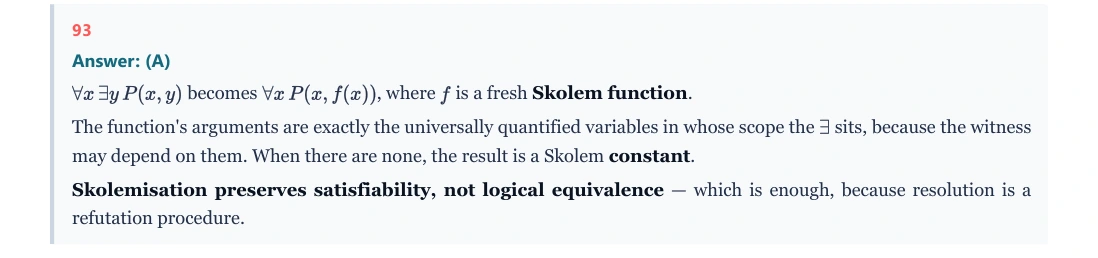 93
Answer: (A)
∀x ∃y P(x, y) becomes ∀x P(x, f(x)), where f is a fresh Skolem function.
The function's arguments are exactly the universally quantified variables in whose scope the ∃ sits, because the witness
may depend on them. When there are none, the result is a Skolem constant.
Skolemisation preserves satisfiability, not logical equivalence — which is enough, because resolution is a
refutation procedure.